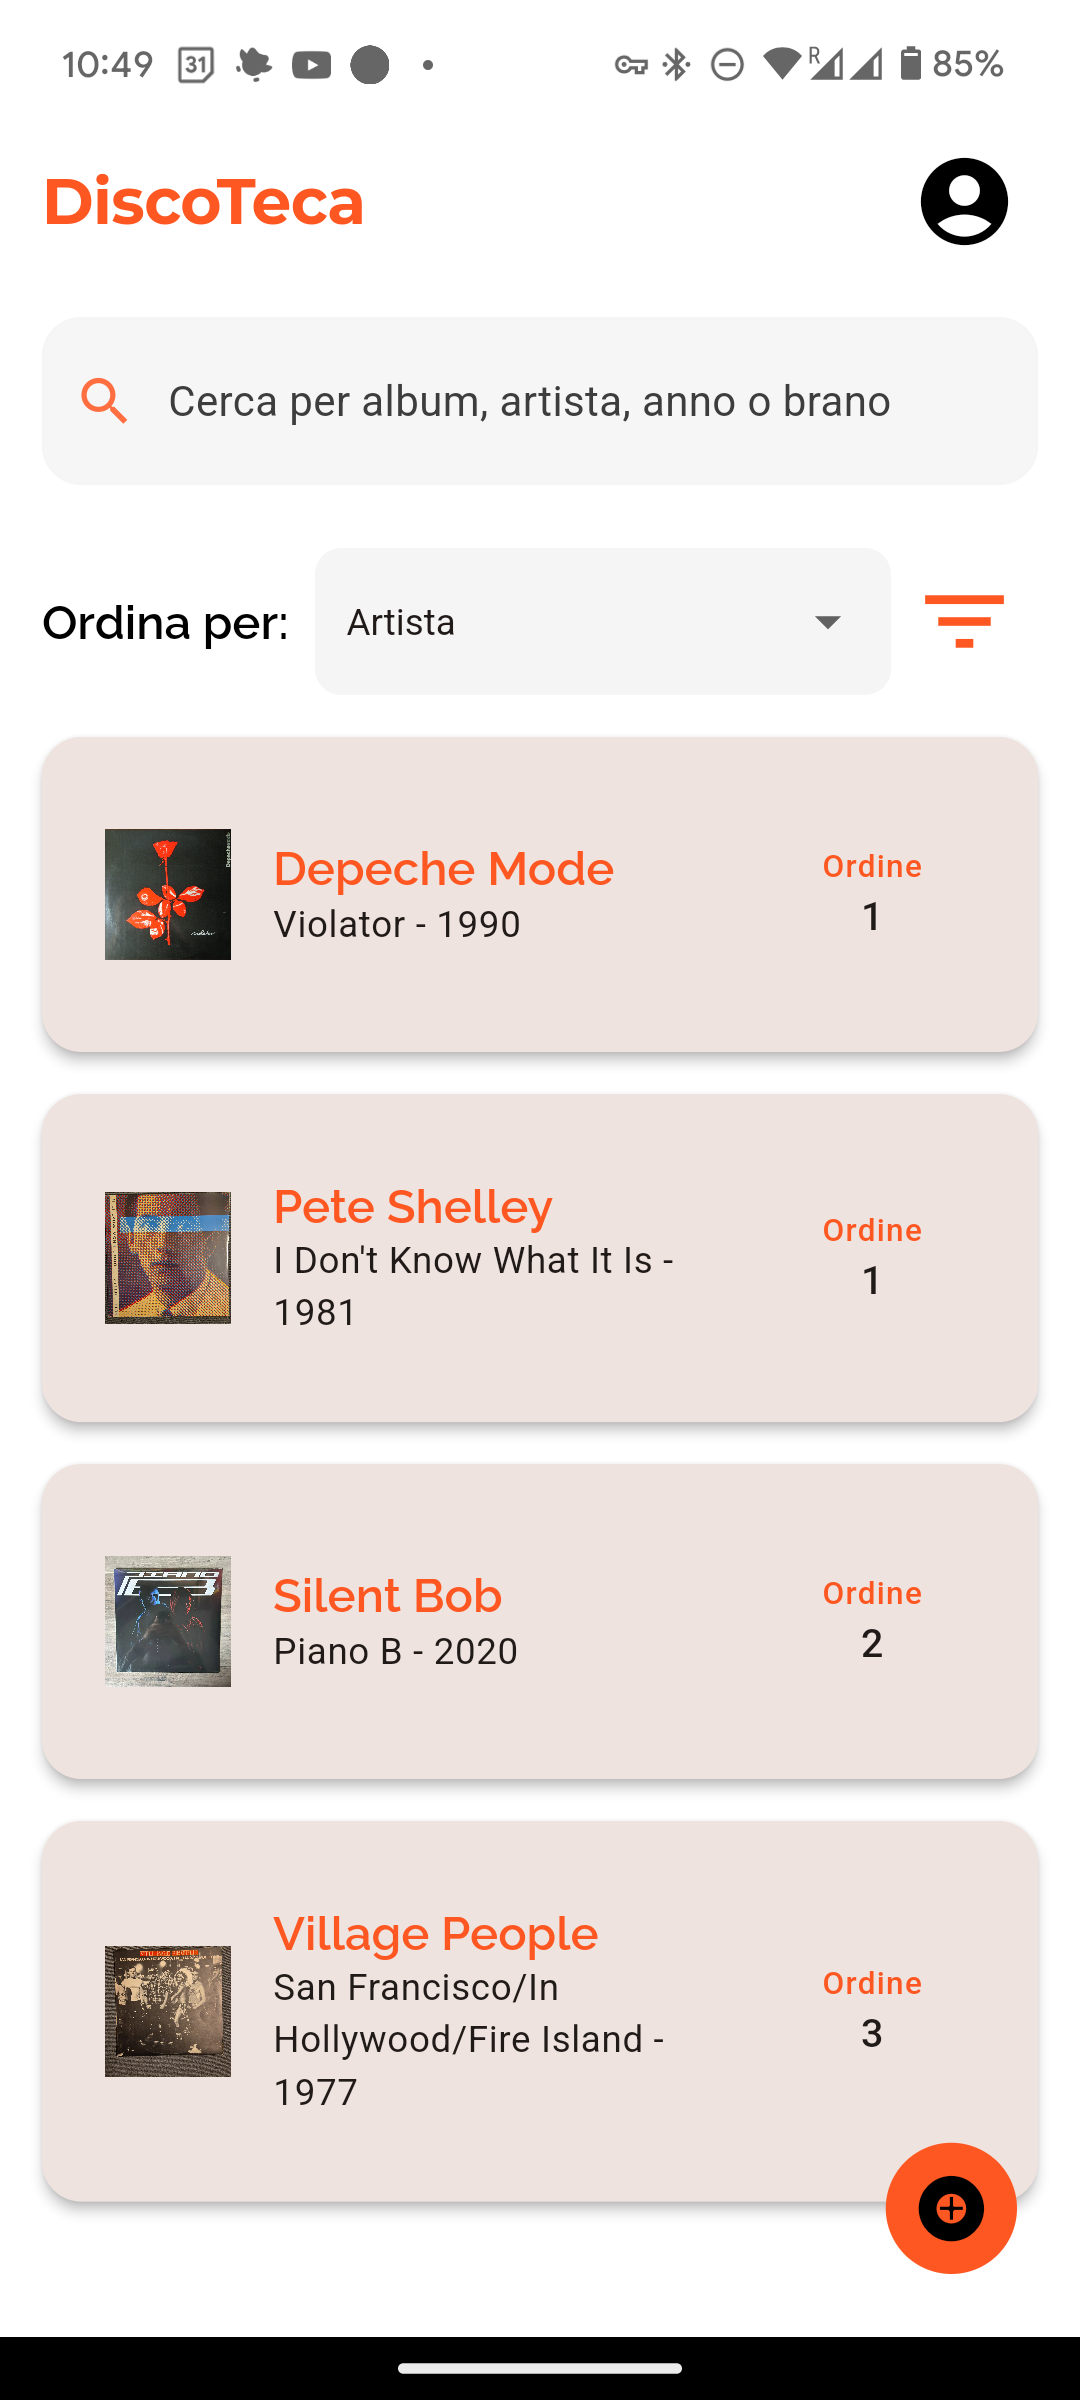 10:49
31
R
85%
DiscoTeca
Cerca per album, artista, anno o brano
Ordina per:
Artista
Depeche Mode
Violator - 1990
Ordine
1
Pete Shelley
I Don't Know What It Is -
1981
Ordine
1
PIANO
B
Silent Bob
Piano B - 2020
Ordine
2
Village People
San Francisco/In
Hollywood/Fire Island -
1977
Ordine
3